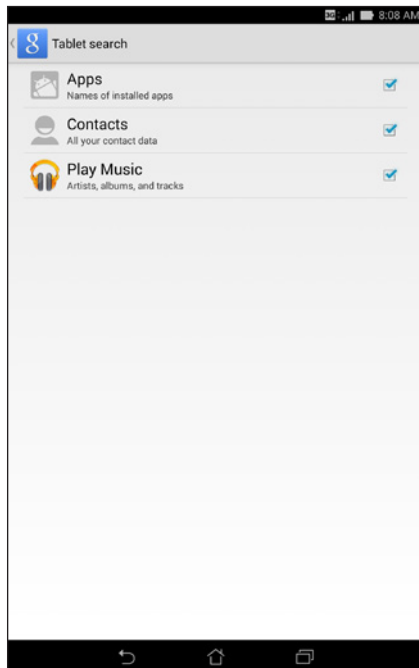 3G 8:08 AM
g Tablet search
Apps
Names of installed apps
Contacts
All your contact data
Play Music
Artists, albums, and tracks